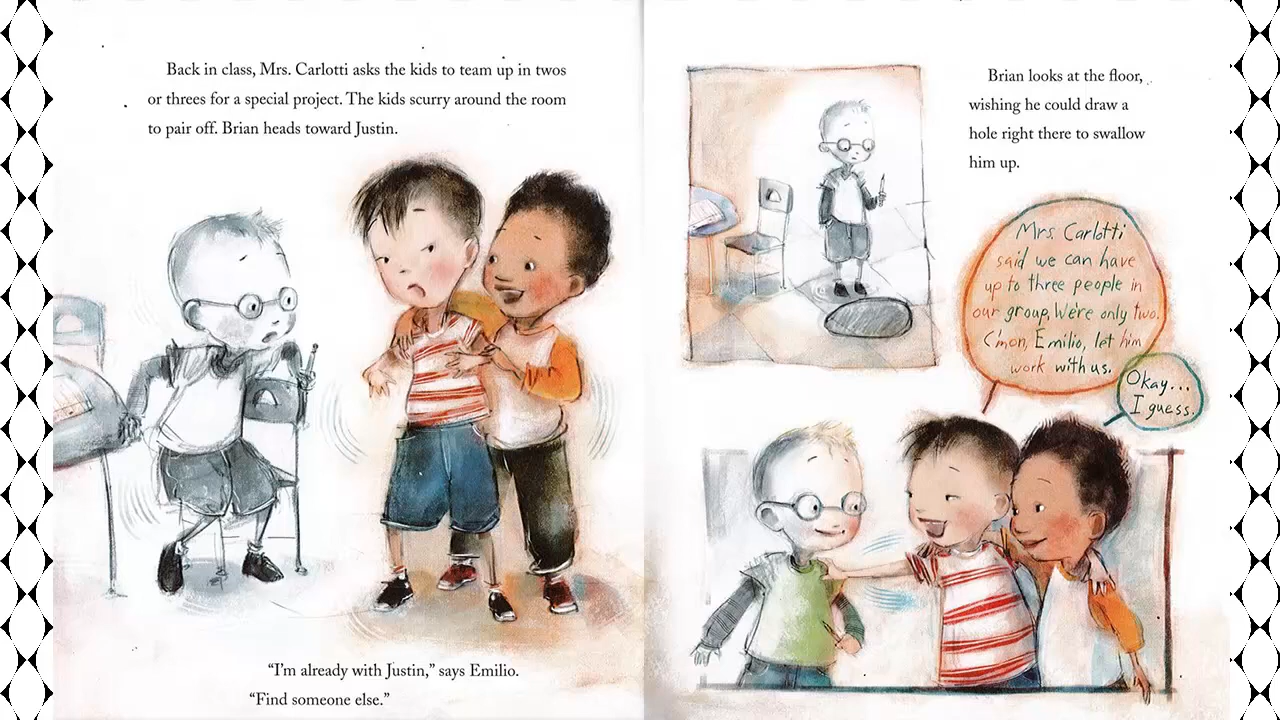 Back in class, Mrs. Carlotti asks the kids to team up in twos
or threes for a special project. The kids scurry around the room
to pair off. Brian heads toward Justin.
“I’m already with Justin,” says Emilio.
“Find someone else.”
Brian looks at the floor,
wishing he could draw a
hole right there to swallow
him up.
Mrs. Carlotti
said we can have
up to three people in
our group. We're only two.
C'mon, Emilio, let him
work with us.
Okay...
I guess.